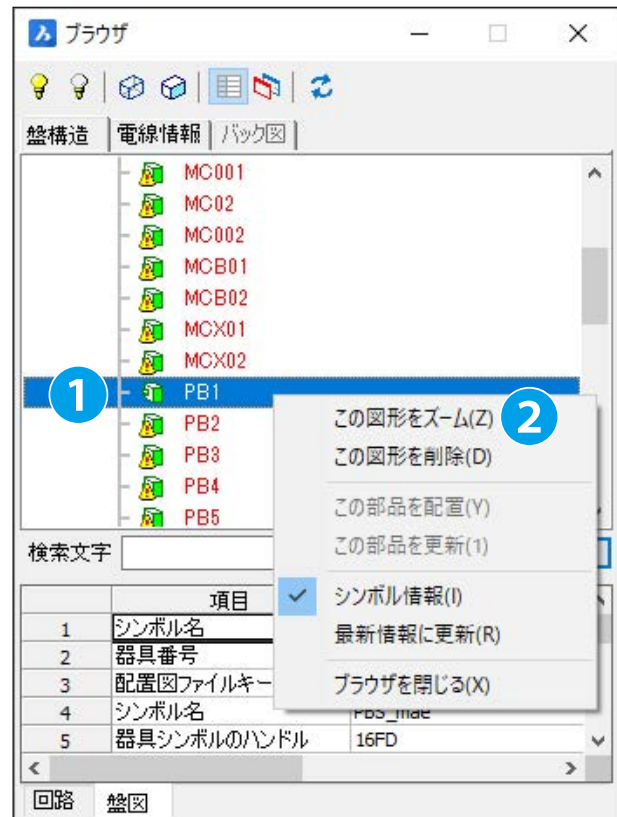 ブラウザ
盤構造 電線情報 バック図
MC001
MC02
MC002
MCB01
MCB02
MCX01
MCX02
1 PB1
PB2
PB3
PB4
PB5
この図形をズーム(Z) 2
この図形を削除(D)
この部品を配置(Y)
この部品を更新(1)
シンボル情報(I)
最新情報に更新(R)
ブラウザを閉じる(X)
検索文字
項目
1 シンボル名
2 器具番号
3 配置図ファイルキー
4 シンボル名 PBS_mae
5 器具シンボルのハンドル 16FD
回路 盤図